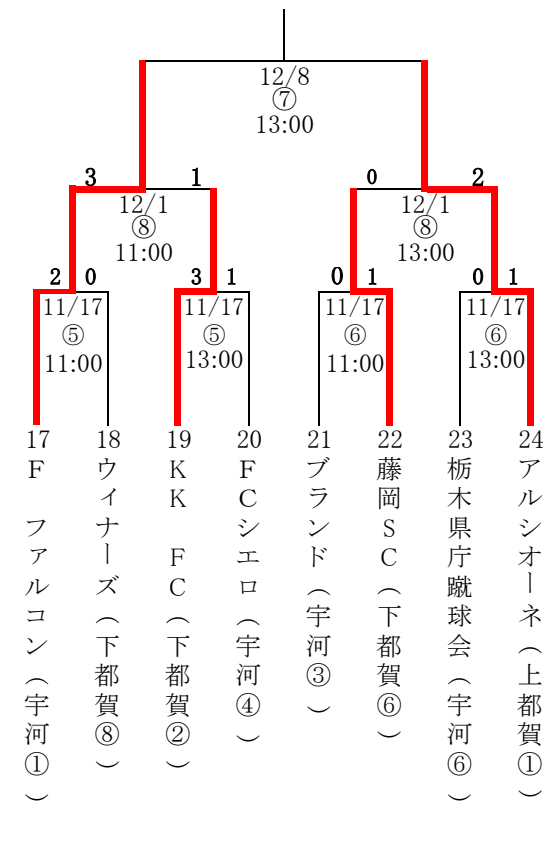 12/8
⑦
13:00
3 1 0 2
12/1 12/1
⑧ ⑧
11:00 13:00
2 0 3 1 0 1 0 1
11/17 11/17 11/17 11/17
⑤ ⑤ ⑥ ⑥
11:00 13:00 11:00 13:00
17 18 19 20 21 22 23 24
F ファルコン(宇河①)
ウィナーズ(下都賀⑧)
KK FC(下都賀②)
FCシエロ(宇河④)
ブランド(宇河③)
藤岡SC(下都賀⑥)
栃木県庁蹴球会(宇河⑥)
アルシオーネ(上都賀①)